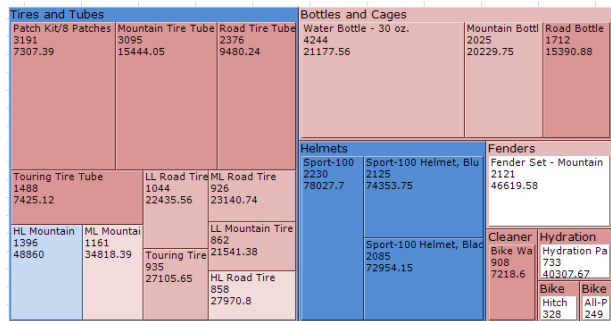 Tires and Tubes
Patch Kit/8 Patches
3191
7307.39
Mountain Tire Tube
3095
15444.05
Road Tire Tube
2376
9480.24
Touring Tire Tube
1488
7425.12
LL Road Tire
1044
22435.56
ML Road Tire
926
23140.74
HL Mountain
1396
48860
ML Mountai
1161
34818.39
Touring Tire
935
27105.65
LL Mountain Tire
862
21541.38
HL Road Tire
858
27970.8
Bottles and Cages
Water Bottle - 30 oz.
4244
21177.56
Mountain Bottl
2025
20229.75
Road Bottle
1712
15390.88
Helmets
Sport-100
2230
78027.7
Sport-100 Helmet, Blu
2125
74353.75
Sport-100 Helmet, Blac
2085
72954.15
Fenders
Fender Set - Mountain
2121
46619.58
Cleaner
Bike Wa
908
7218.6
Hydration
Hydration Pa
733
40307.67
Bike
Hitch
328
Bike
All-P
249